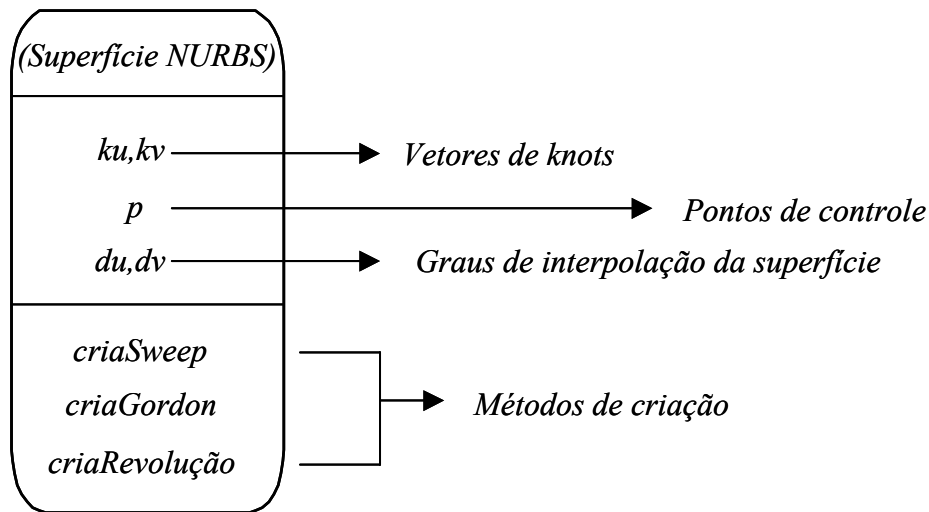 (Superfície NURBS)
ku,kv
Vetores de knots
p
Pontos de controle
du,dv
Graus de interpolação da superfície
criaSweep
criaGordon
Métodos de criação
criaRevolução